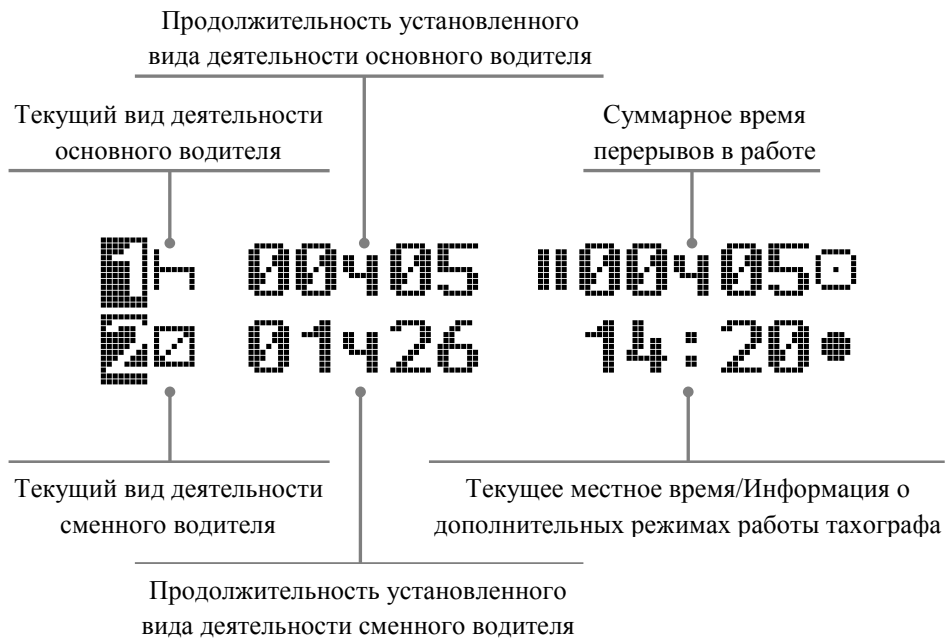 Продолжительность установленного
вида деятельности основного водителя
Текущий вид деятельности
основного водителя
Суммарное время
перерывов в работе
1 00ч05 00ч05
2 01ч26 14:20
Текущий вид деятельности
сменного водителя
Текущее местное время/Информация о
дополнительных режимах работы тахографа
Продолжительность установленного
вида деятельности сменного водителя